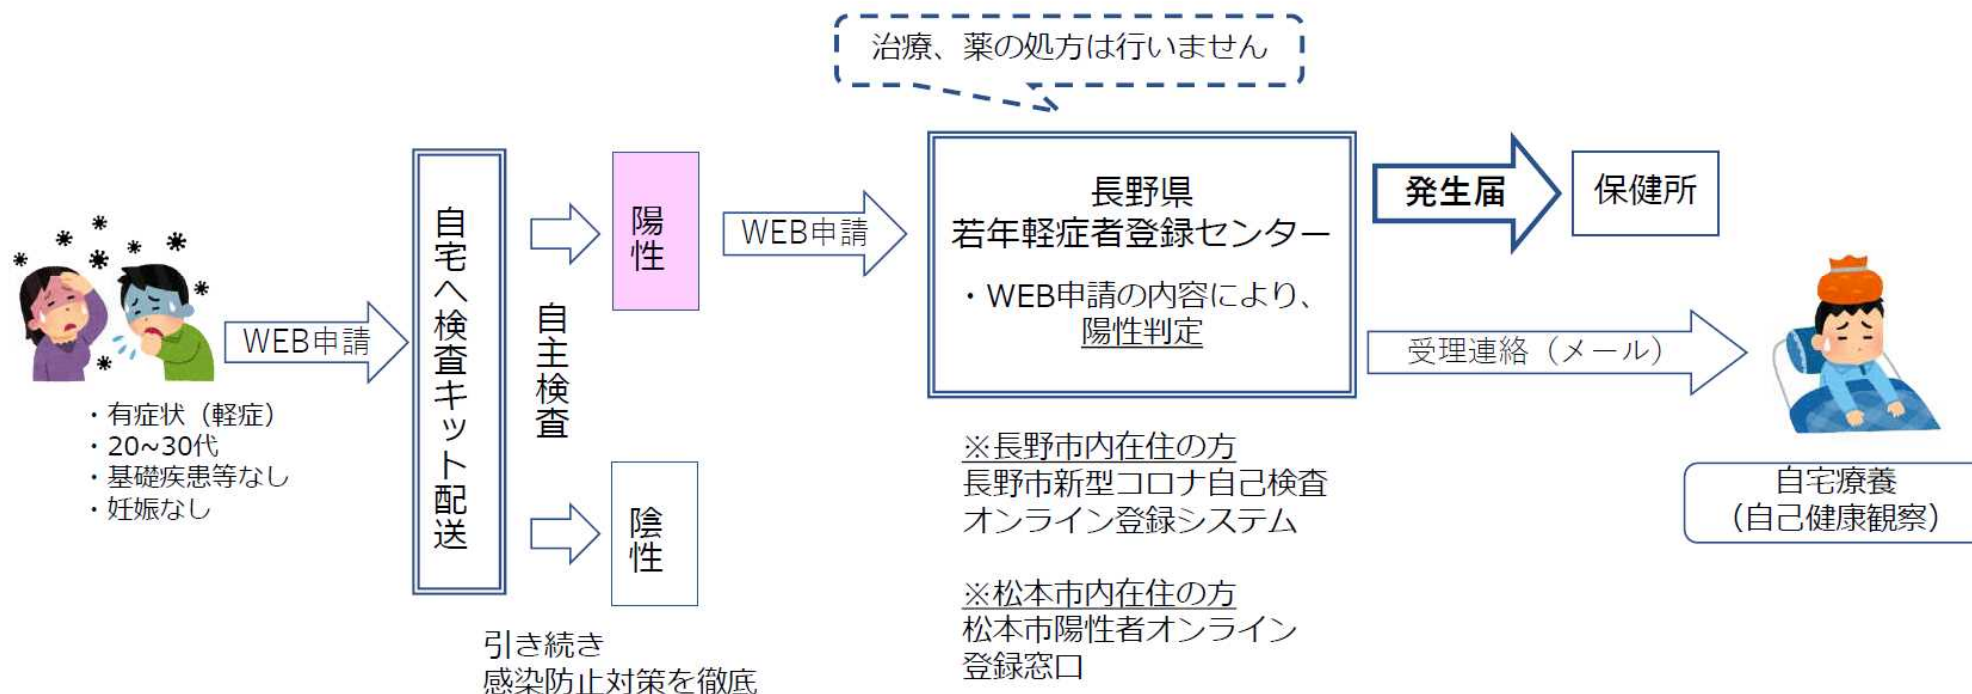 治療、薬の処方は行いません
WEB申請
・有症状（軽症）
・20~30代
・基礎疾患等なし
・妊娠なし
自宅へ検査キット配送
自主検査
陽性
陰性
引き続き
感染防止対策を徹底
WEB申請
長野県
若年軽症者登録センター
・WEB申請の内容により、
陽性判定
※長野市内在住の方
長野市新型コロナ自己検査
オンライン登録システム
※松本市内在住の方
松本市陽性者オンライン
登録窓口
発生届
保健所
受理連絡（メール）
自宅療養
（自己健康観察）